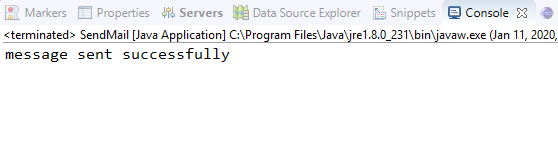 Markers Properties Servers Data Source Explorer Snippets Console
<terminated> SendMail [Java Application] C:\Program Files\Java\jre1.8.0_231\bin\javaw.exe (Jan 11, 2020,
message sent successfully